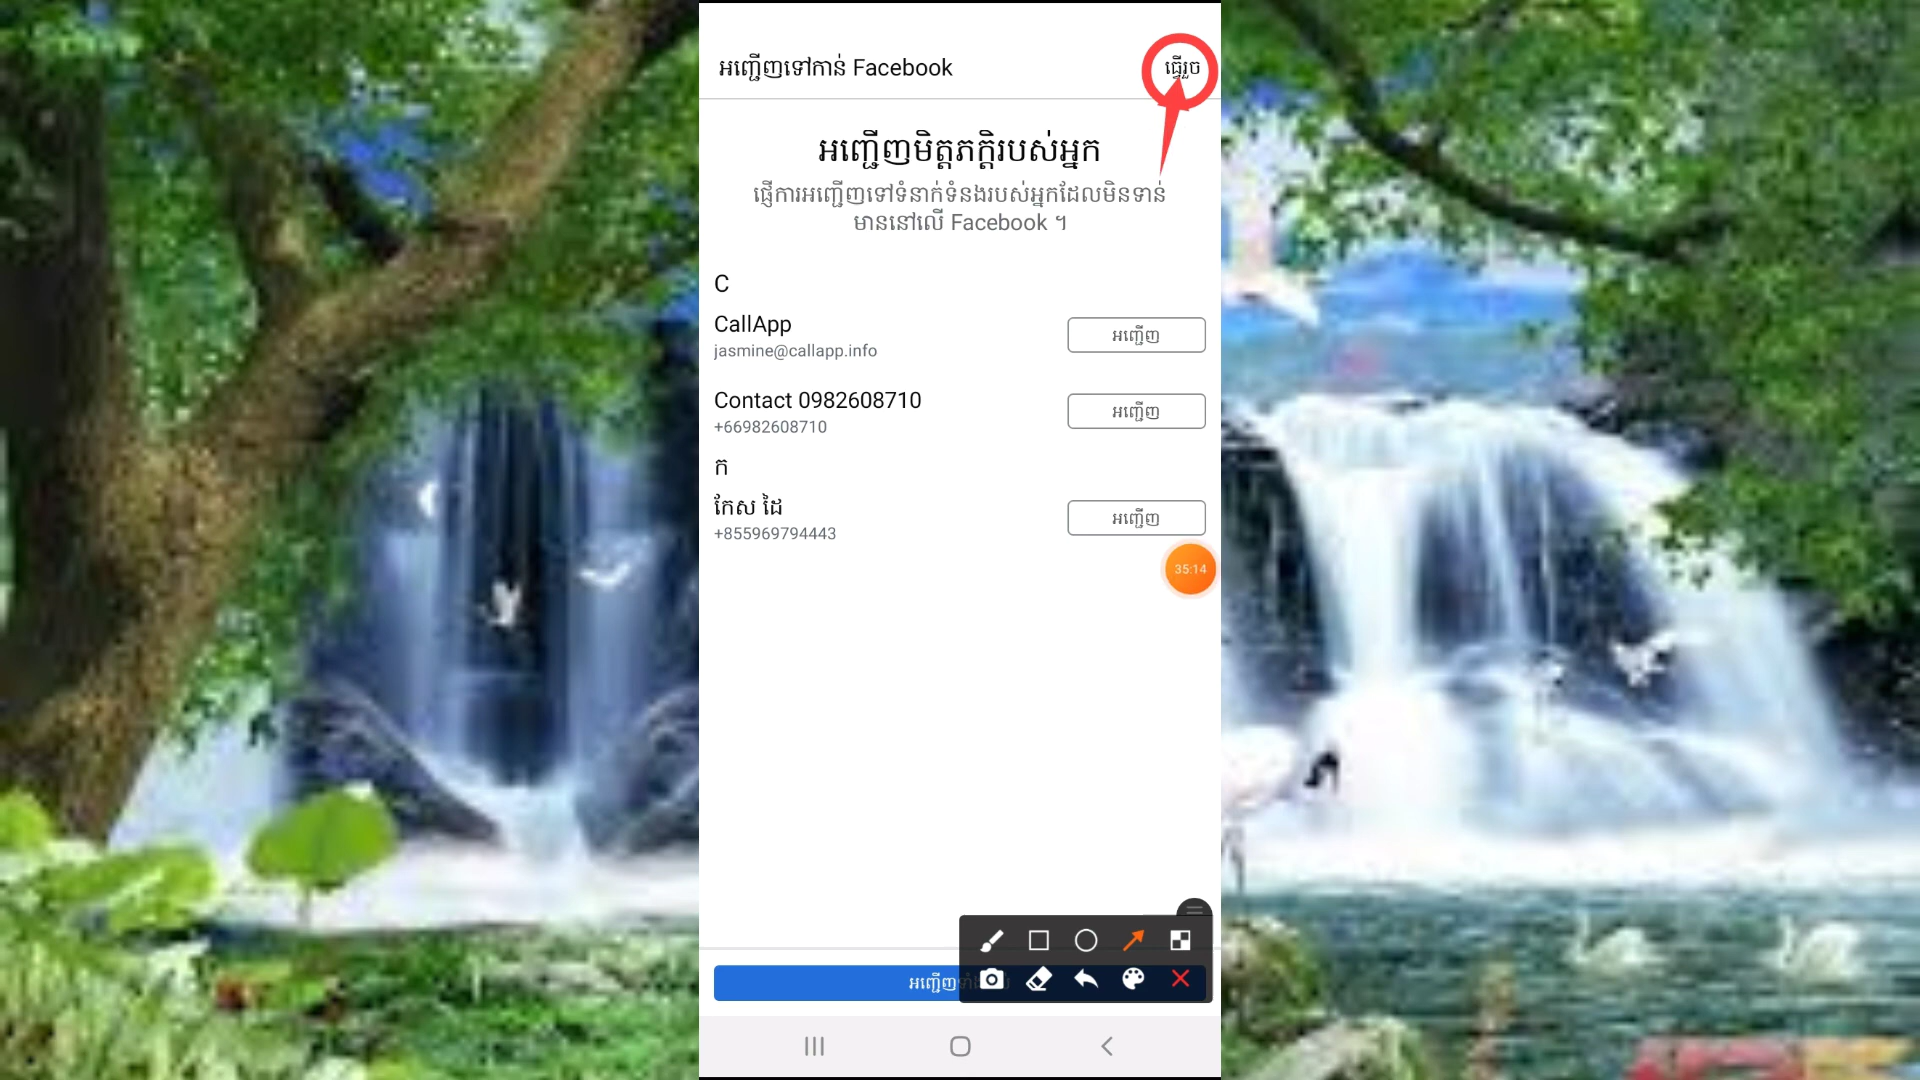 អញ្ជើញទៅកាន់ Facebook
ធ្វើរួច
អញ្ជើញមិត្តភក្តិរបស់អ្នក
ផ្ញើការអញ្ជើញទៅទំនាក់ទំនងរបស់អ្នកដែលមិនទាន់
មាននៅលើ Facebook ។
C
CallApp
jasmine@callapp.info
អញ្ជើញ
Contact 0982608710
+66982608710
អញ្ជើញ
ក
កែស ដៃ
+855969794443
អញ្ជើញ
35:14
អញ្ជើញ